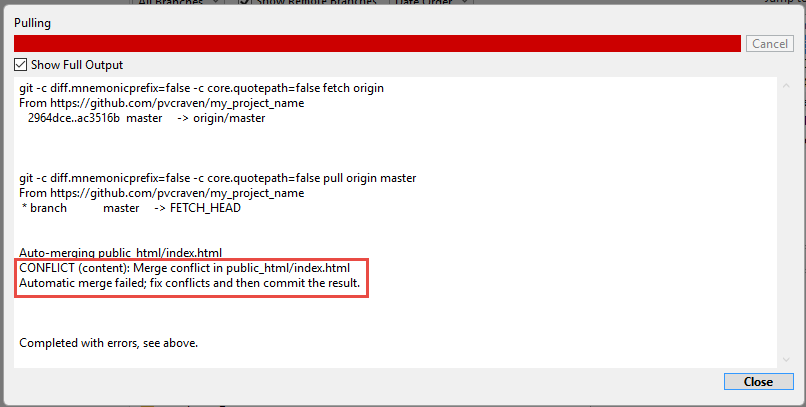 All Branches Show Remote Branches Date Order Jump to
Pulling
Cancel
Show Full Output
git -c diff.mnemonicprefix=false -c core.quotepath=false fetch origin
From https://github.com/pvcraven/my_project_name
2964dce..ac3516b master -> origin/master
git -c diff.mnemonicprefix=false -c core.quotepath=false pull origin master
From https://github.com/pvcraven/my_project_name
* branch master -> FETCH_HEAD
Auto-merging public_html/index.html
CONFLICT (content): Merge conflict in public_html/index.html
Automatic merge failed; fix conflicts and then commit the result.
Completed with errors, see above.
Close